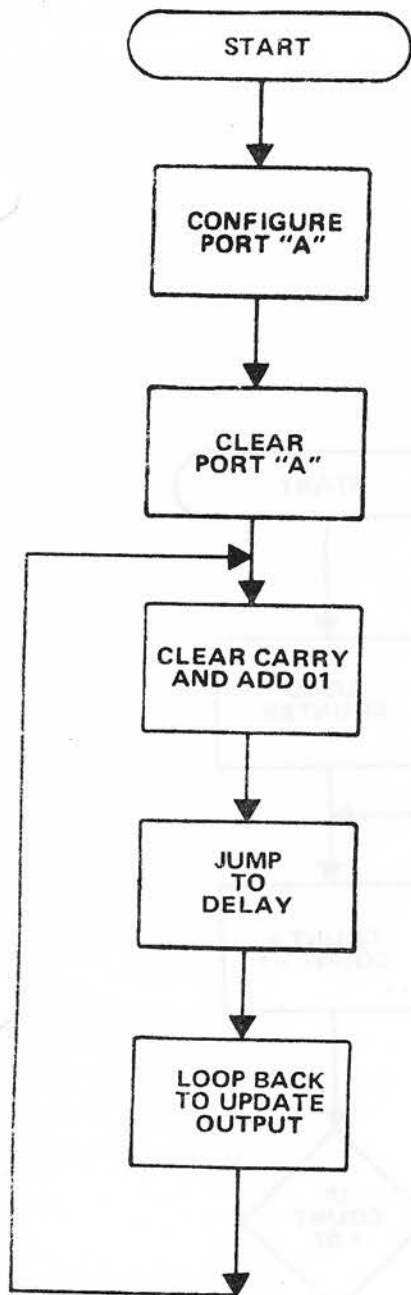 START
CONFIGURE
PORT "A"
CLEAR
PORT "A"
CLEAR CARRY
AND ADD 01
JUMP
TO
DELAY
LOOP BACK
TO UPDATE
OUTPUT